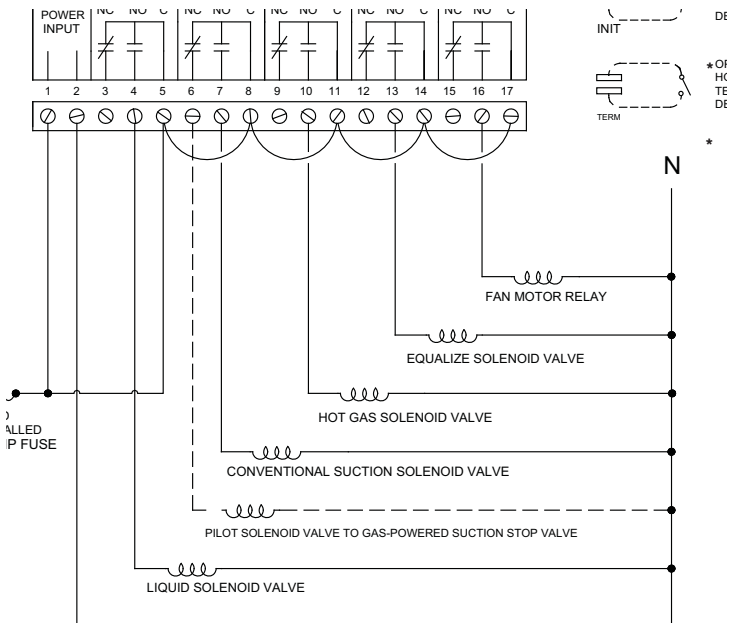 POWER NC NO C NC NO C NC NO C NC NO C NC NO C
INPUT
INIT
TERM
1 2 3 4 5 6 7 8 9 10 11 12 13 14 15 16 17
*
*
N
FAN MOTOR RELAY
EQUALIZE SOLENOID VALVE
HOT GAS SOLENOID VALVE
FUSE
CONVENTIONAL SUCTION SOLENOID VALVE
PILOT SOLENOID VALVE TO GAS-POWERED SUCTION STOP VALVE
LIQUID SOLENOID VALVE